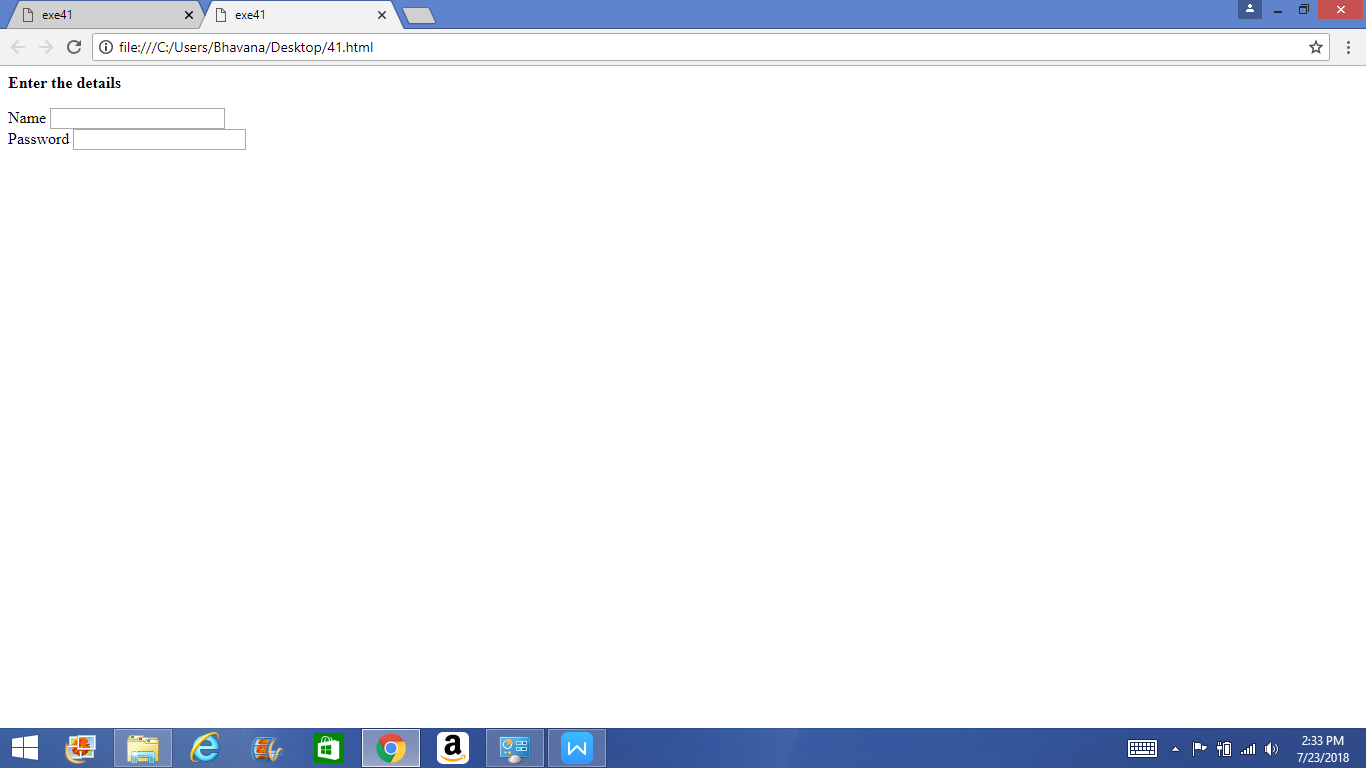 exe41
exe41
file:///C:/Users/Bhavana/Desktop/41.html
Enter the details
Name
Password
2:33 PM
7/23/2018